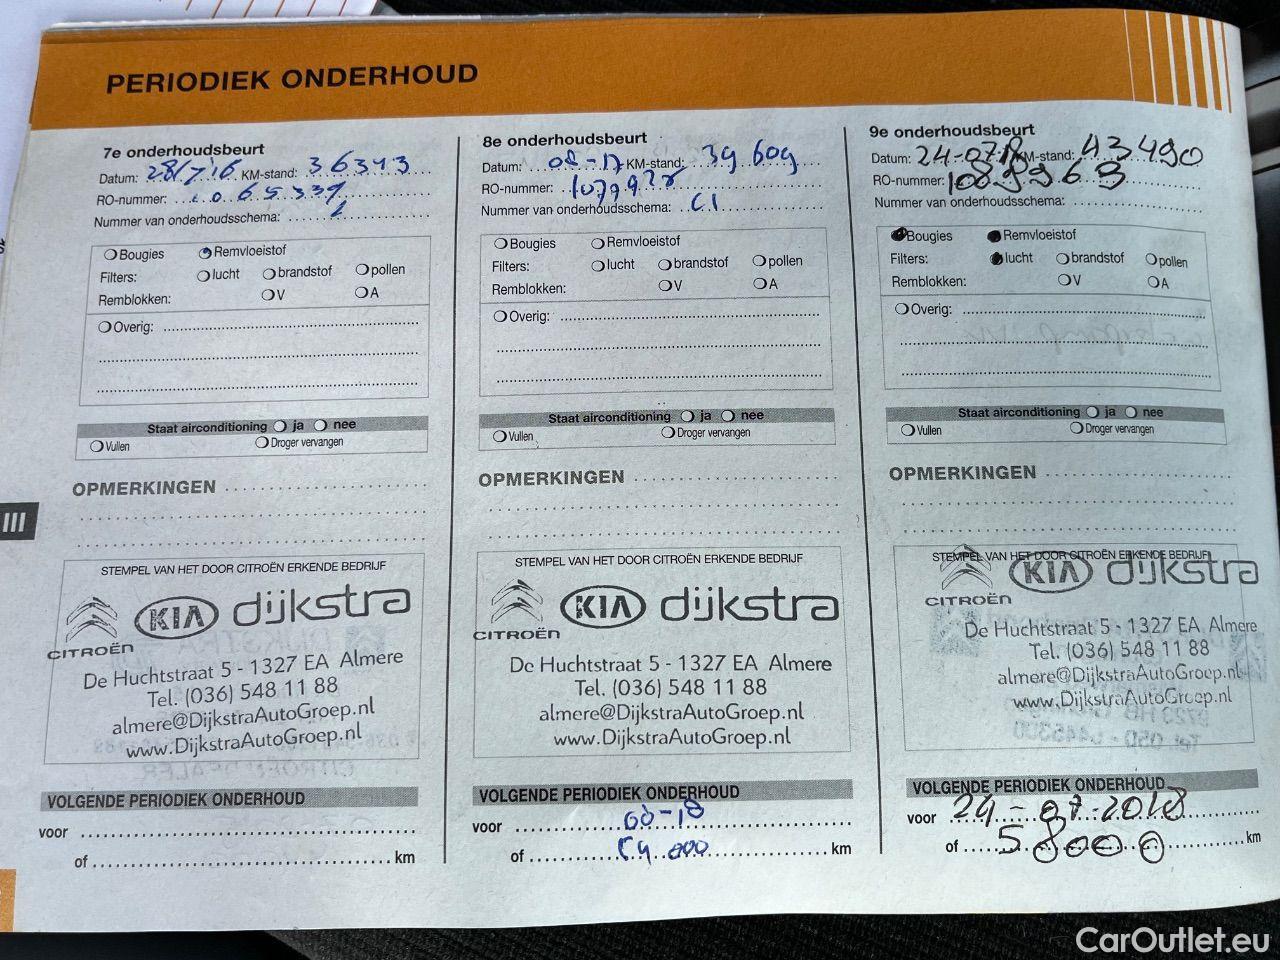 PERIODIEK ONDERHOUD
7e onderhoudsbeurt
Datum: 28/7'16 KM-stand: 36343
RO-nummer: 1065339
Nummer van onderhoudsschema:
Bougies Remvloeistof
Filters: lucht brandstof pollen
Remblokken: V A
Overig:
Staat airconditioning ja nee
Vullen Droger vervangen
OPMERKINGEN
STEMPEL VAN HET DOOR CITROËN ERKENDE BEDRIJF
CITROËN KIA dijkstra
De Huchtstraat 5 - 1327 EA Almere
Tel. (036) 548 11 88
almere@DijkstraAutoGroep.nl
www.DijkstraAutoGroep.nl
VOLGENDE PERIODIEK ONDERHOUD
voor
of km
8e onderhoudsbeurt
Datum: 08-17 KM-stand: 39609
RO-nummer:
Nummer van onderhoudsschema: C1
Bougies Remvloeistof
Filters: lucht brandstof pollen
Remblokken: V A
Overig:
Staat airconditioning ja nee
Vullen Droger vervangen
OPMERKINGEN
STEMPEL VAN HET DOOR CITROËN ERKENDE BEDRIJF
CITROËN KIA dijkstra
De Huchtstraat 5 - 1327 EA Almere
Tel. (036) 548 11 88
almere@DijkstraAutoGroep.nl
www.DijkstraAutoGroep.nl
VOLGENDE PERIODIEK ONDERHOUD
voor 08-18
of km
9e onderhoudsbeurt
Datum: 24-07-18 KM-stand: 43490
RO-nummer:
Nummer van onderhoudsschema:
Bougies Remvloeistof
Filters: lucht brandstof pollen
Remblokken: V A
Overig:
Staat airconditioning ja nee
Vullen Droger vervangen
OPMERKINGEN
STEMPEL VAN HET DOOR CITROËN ERKENDE BEDRIJF
CITROËN KIA dijkstra
De Huchtstraat 5 - 1327 EA Almere
Tel. (036) 548 11 88
almere@DijkstraAutoGroep.nl
www.DijkstraAutoGroep.nl
VOLGENDE PERIODIEK ONDERHOUD
voor 24-07-2018
of 58000 km
III
CarOutlet.eu